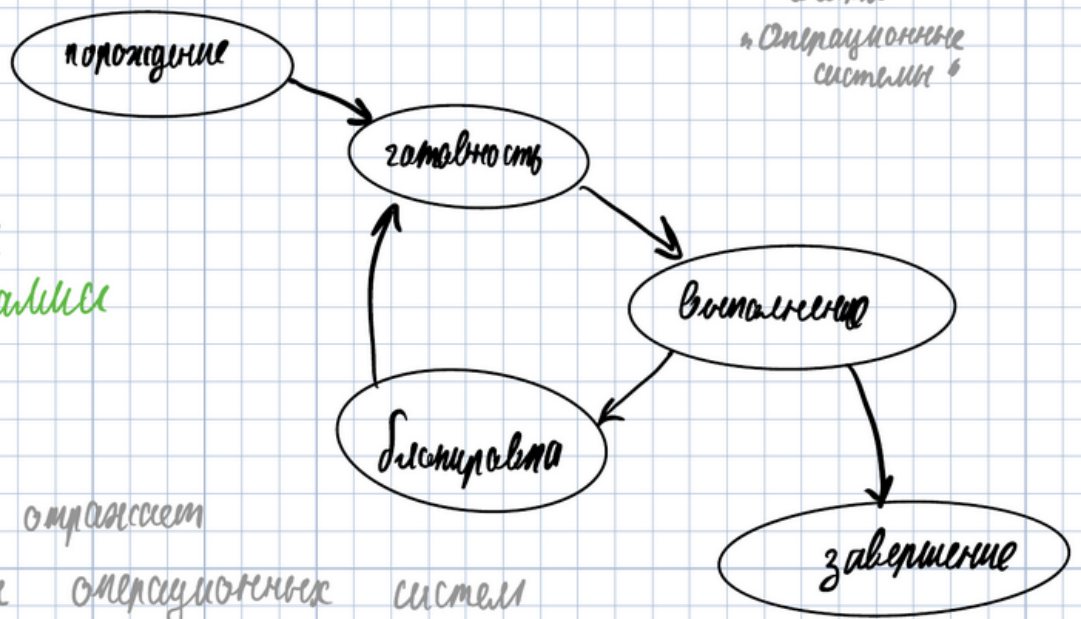 порождение
„Операционные
системы"
готовность
выполнение
блокировка
отражает
завершение
операционных систем